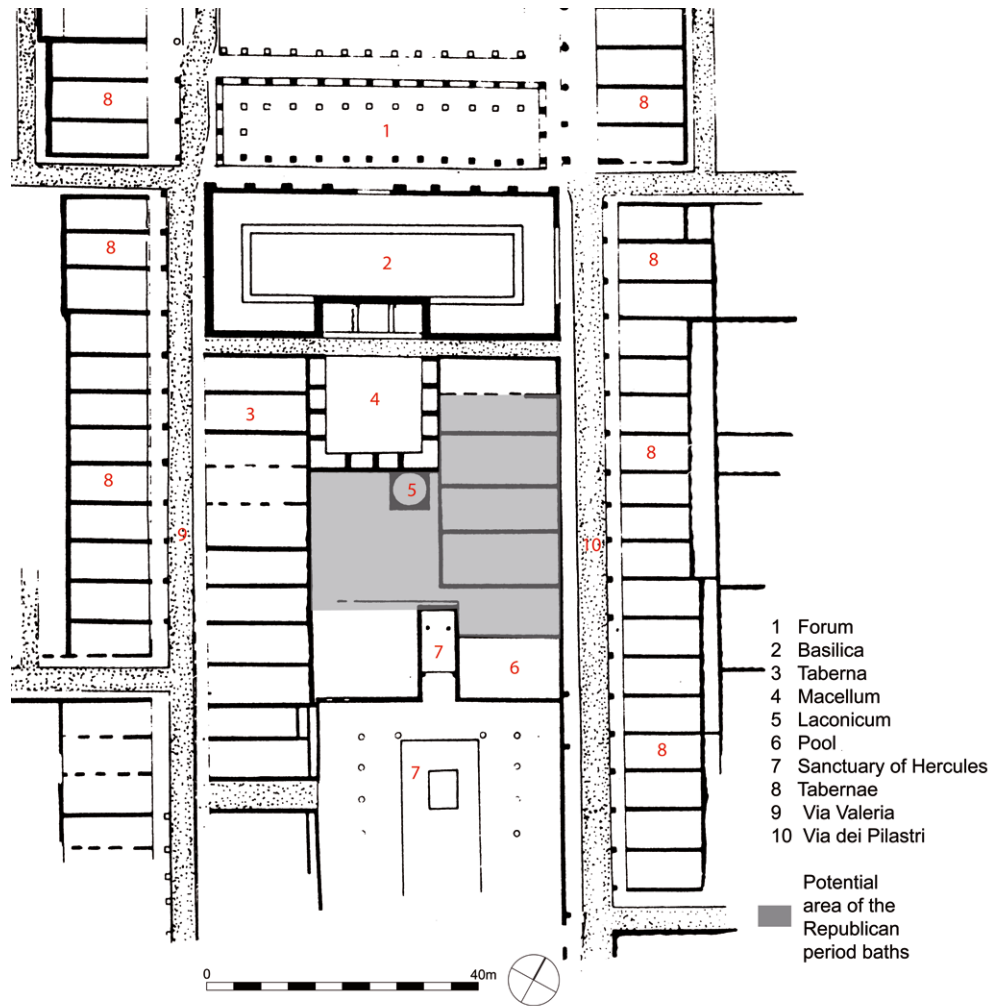 8
1
8
8
2
8
3
4
8
8
5
9
10
7
6
8
7
1 Forum
2 Basilica
3 Taberna
4 Macellum
5 Laconicum
6 Pool
7 Sanctuary of Hercules
8 Tabernae
9 Via Valeria
10 Via dei Pilastri
Potential
area of the
Republican
period baths
0 40m